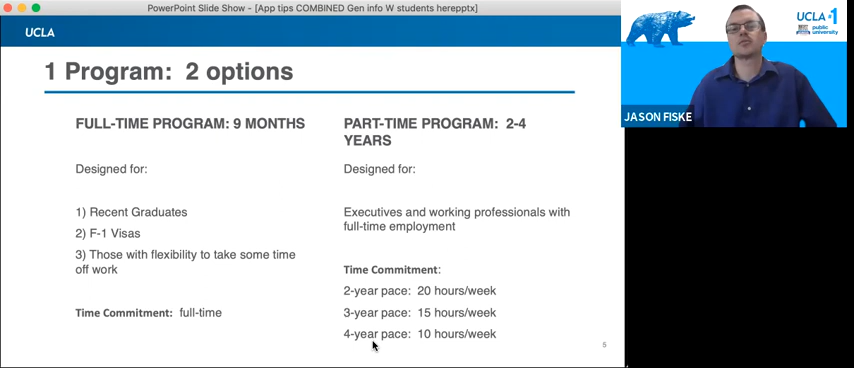 PowerPoint Slide Show - [App tips COMBINED Gen info W students herepptx]
UCLA
UCLA #1
public
university
1 Program: 2 options
FULL-TIME PROGRAM: 9 MONTHS
Designed for:
1) Recent Graduates
2) F-1 Visas
3) Those with flexibility to take some time
off work
Time Commitment: full-time
PART-TIME PROGRAM: 2-4
YEARS
Designed for:
Executives and working professionals with
full-time employment
Time Commitment:
2-year pace: 20 hours/week
3-year pace: 15 hours/week
4-year pace: 10 hours/week
5
JASON FISKE